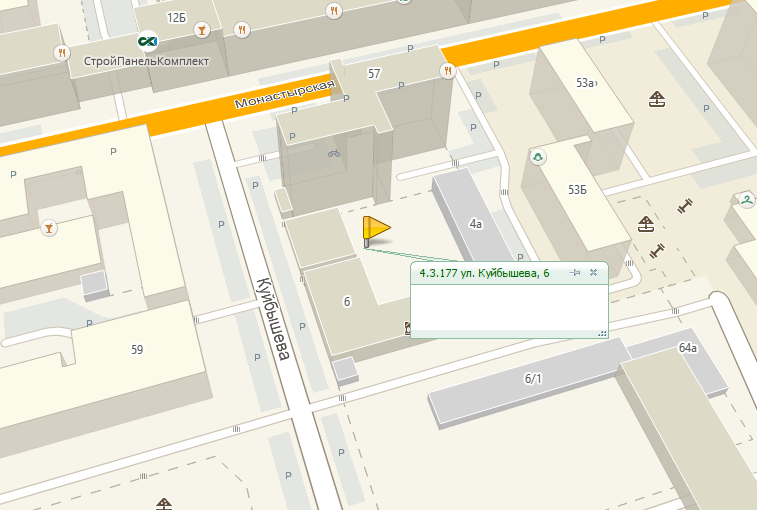 12Б
СтройПанельКомплект
57
Монастырская
53а
P
P
P
P
P
P
P
P
P
P
P
P
53Б
4а
4.3.177 ул. Куйбышева, 6
Куйбышева
6
P
P
P
P
59
6/1
64а
P
P
P